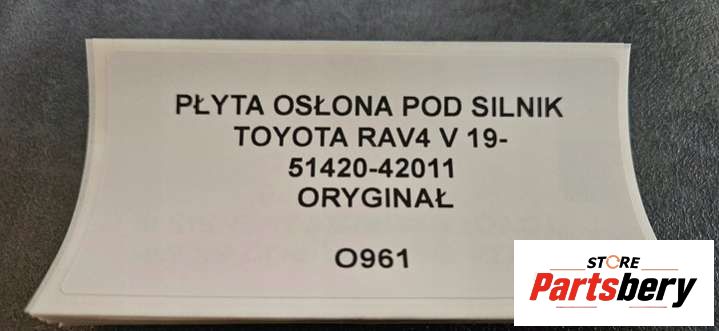 PŁYTA OSŁONA POD SILNIK
TOYOTA RAV4 V 19-
51420-42011
ORYGINAŁ
O961
STORE
Partsbery